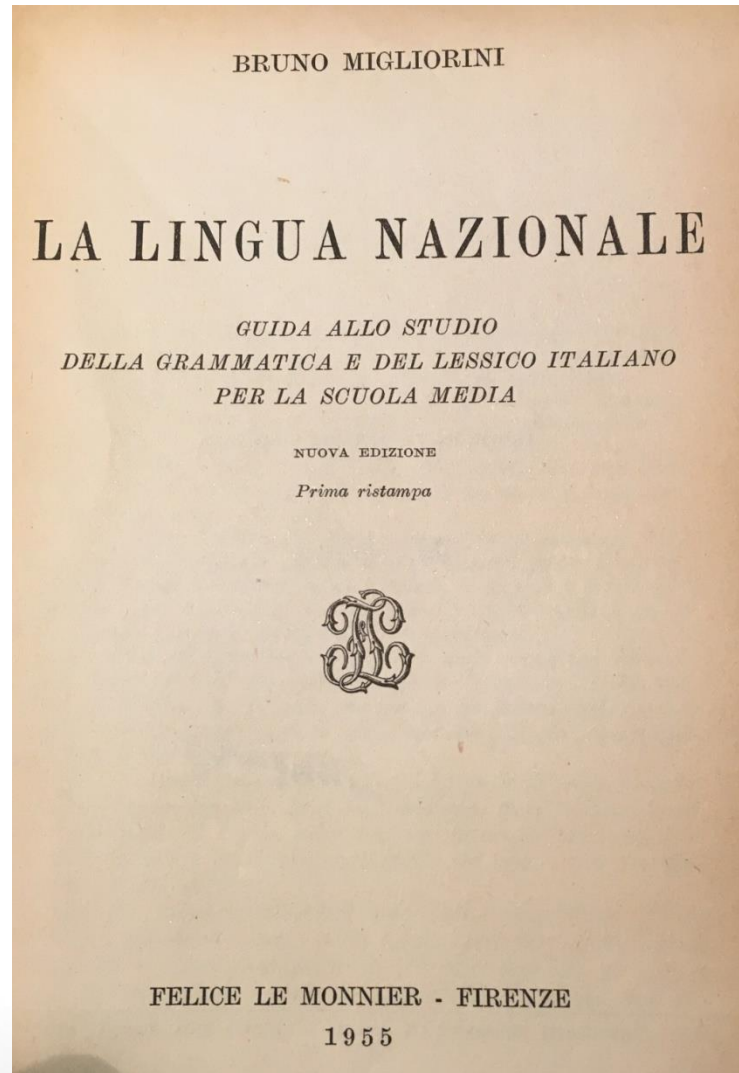 BRUNO MIGLIORINI
LA LINGUA NAZIONALE
GUIDA ALLO STUDIO
DELLA GRAMMATICA E DEL LESSICO ITALIANO
PER LA SCUOLA MEDIA
NUOVA EDIZIONE
Prima ristampa
FELICE LE MONNIER - FIRENZE
1955